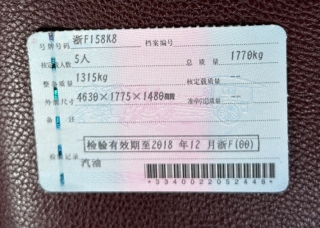 号牌号码 浙F158K8 档案编号
核定载人数 5人 总质量 1770kg
整备质量 1315kg 核定载质量 --
外廓尺寸 4630×1775×1480mm 准牵引总质量 --
备注
检验有效期至2018 年12 月浙F(00)
检验记录
汽油
*3340022052448*